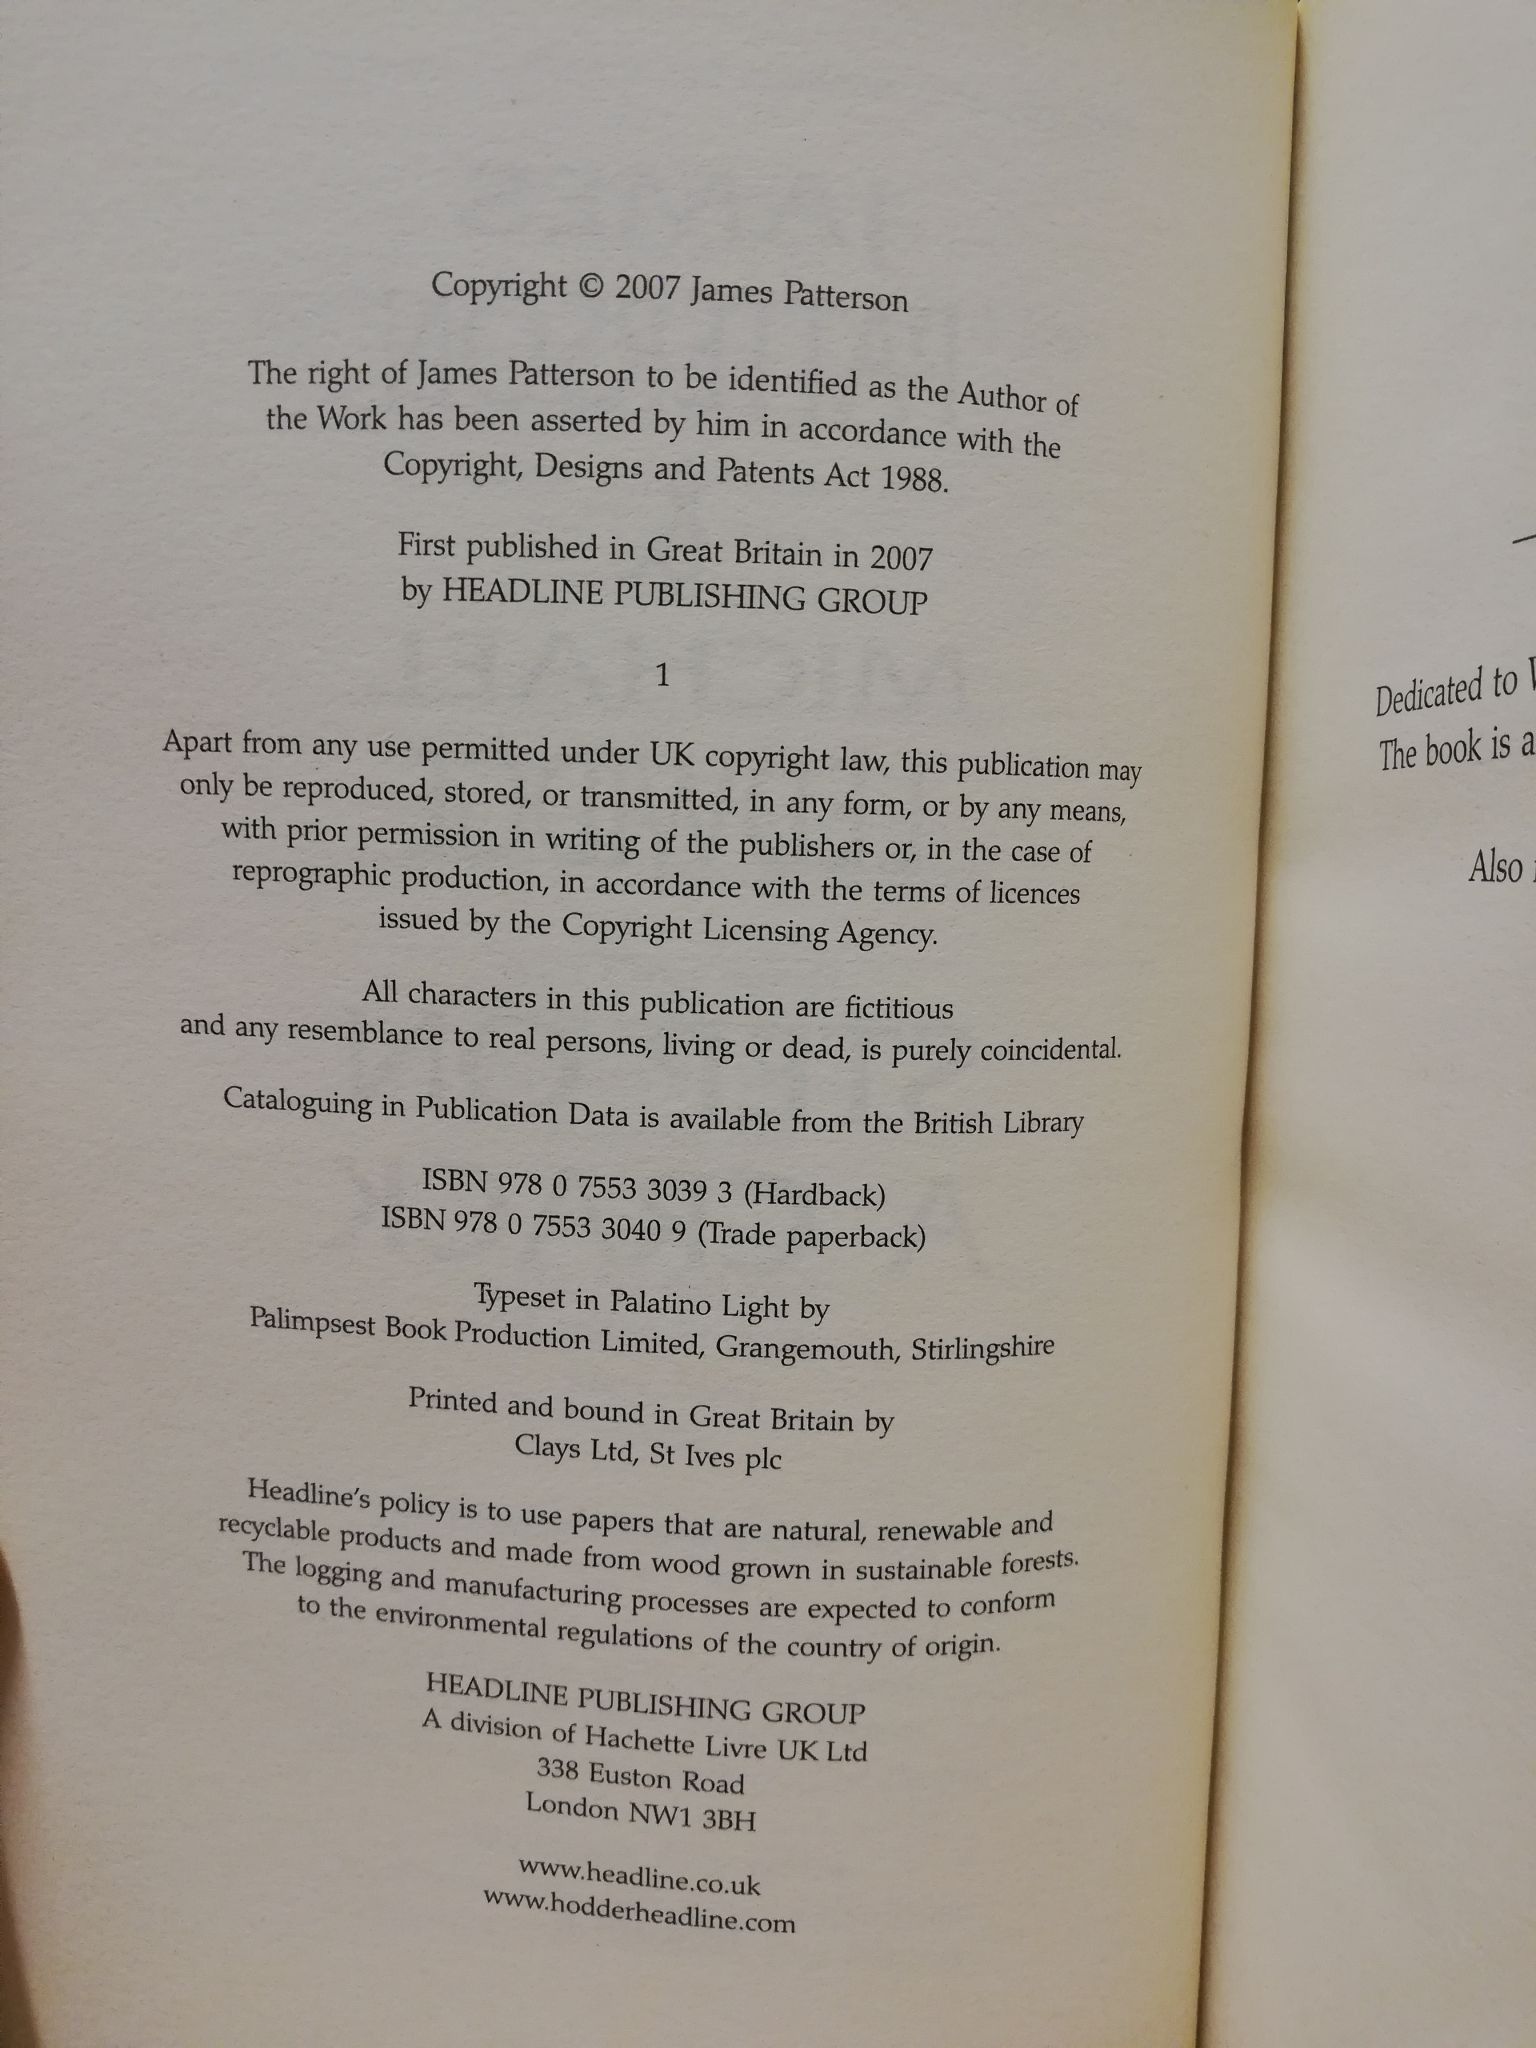 Copyright © 2007 James Patterson
The right of James Patterson to be identified as the Author of
the Work has been asserted by him in accordance with the
Copyright, Designs and Patents Act 1988.
First published in Great Britain in 2007
by HEADLINE PUBLISHING GROUP
1
Apart from any use permitted under UK copyright law, this publication may
only be reproduced, stored, or transmitted, in any form, or by any means,
with prior permission in writing of the publishers or, in the case of
reprographic production, in accordance with the terms of licences
issued by the Copyright Licensing Agency.
All characters in this publication are fictitious
and any resemblance to real persons, living or dead, is purely coincidental.
Cataloguing in Publication Data is available from the British Library
ISBN 978 0 7553 3039 3 (Hardback)
ISBN 978 0 7553 3040 9 (Trade paperback)
Typeset in Palatino Light by
Palimpsest Book Production Limited, Grangemouth, Stirlingshire
Printed and bound in Great Britain by
Clays Ltd, St Ives plc
Headline's policy is to use papers that are natural, renewable and
recyclable products and made from wood grown in sustainable forests.
The logging and manufacturing processes are expected to conform
to the environmental regulations of the country of origin.
HEADLINE PUBLISHING GROUP
A division of Hachette Livre UK Ltd
338 Euston Road
London NW1 3BH
www.headline.co.uk
www.hodderheadline.com
Dedicated to
The book is a
Also